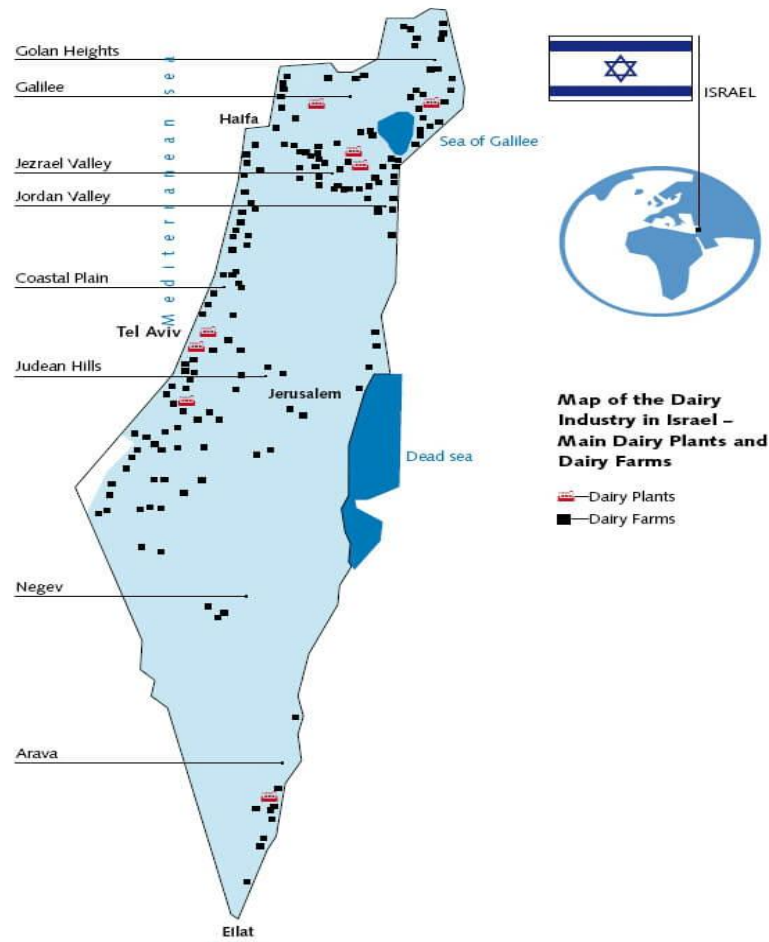 Golan Heights
Galilee
Haifa
Jezrael Valley
Jordan Valley
Coastal Plain
Tel Aviv
Judean Hills
Jerusalem
Negev
Arava
Eilat
Mediterranean sea
Sea of Galilee
Dead sea
ISRAEL
Map of the Dairy
Industry in Israel –
Main Dairy Plants and
Dairy Farms
Dairy Plants
Dairy Farms